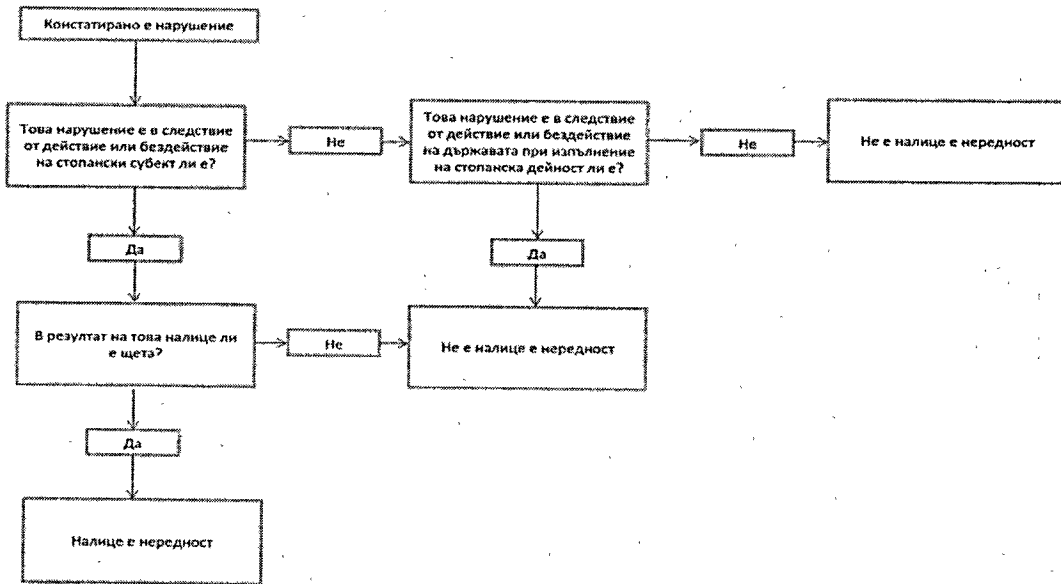 Констатирано е нарушение
Това нарушение е в следствие
от действие или бездействие
на стопански субект ли е?
Не
Това нарушение е в следствие
от действие или бездействие
на държавата при изпълнение
на стопанска дейност ли е?
Не
Не е налице е нередност
Да
Да
В резултат на това налице ли
е щета?
Не
Не е налице е нередност
Да
Налице е нередност